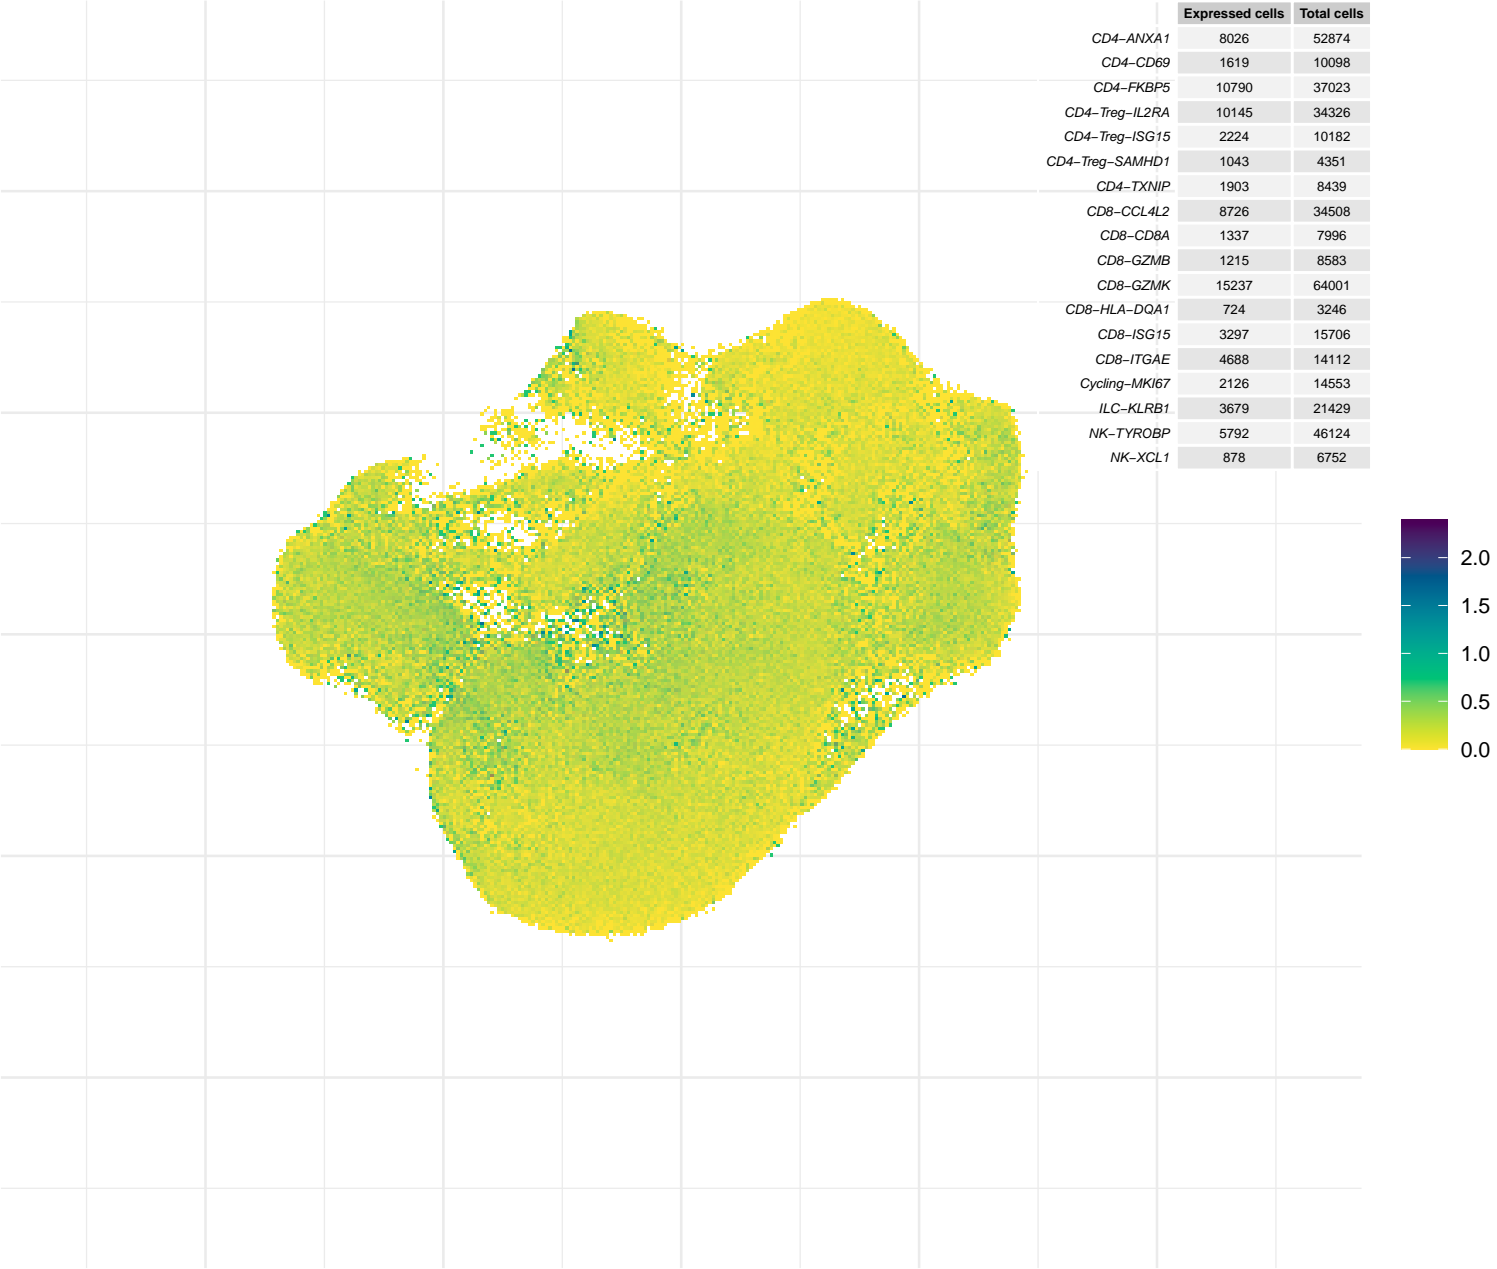 Expressed cells Total cells
CD4−ANXA1 8026 52874
CD4−CD69 1619 10098
CD4−FKBP5 10790 37023
CD4−Treg−IL2RA 10145 34326
CD4−Treg−ISG15 2224 10182
CD4−Treg−SAMHD1 1043 4351
CD4−TXNIP 1903 8439
CD8−CCL4L2 8726 34508
CD8−CD8A 1337 7996
CD8−GZMB 1215 8583
CD8−GZMK 15237 64001
CD8−HLA−DQA1 724 3246
CD8−ISG15 3297 15706
CD8−ITGAE 4688 14112
Cycling−MKI67 2126 14553
ILC−KLRB1 3679 21429
NK−TYROBP 5792 46124
NK−XCL1 878 6752
2.0
1.5
1.0
0.5
0.0